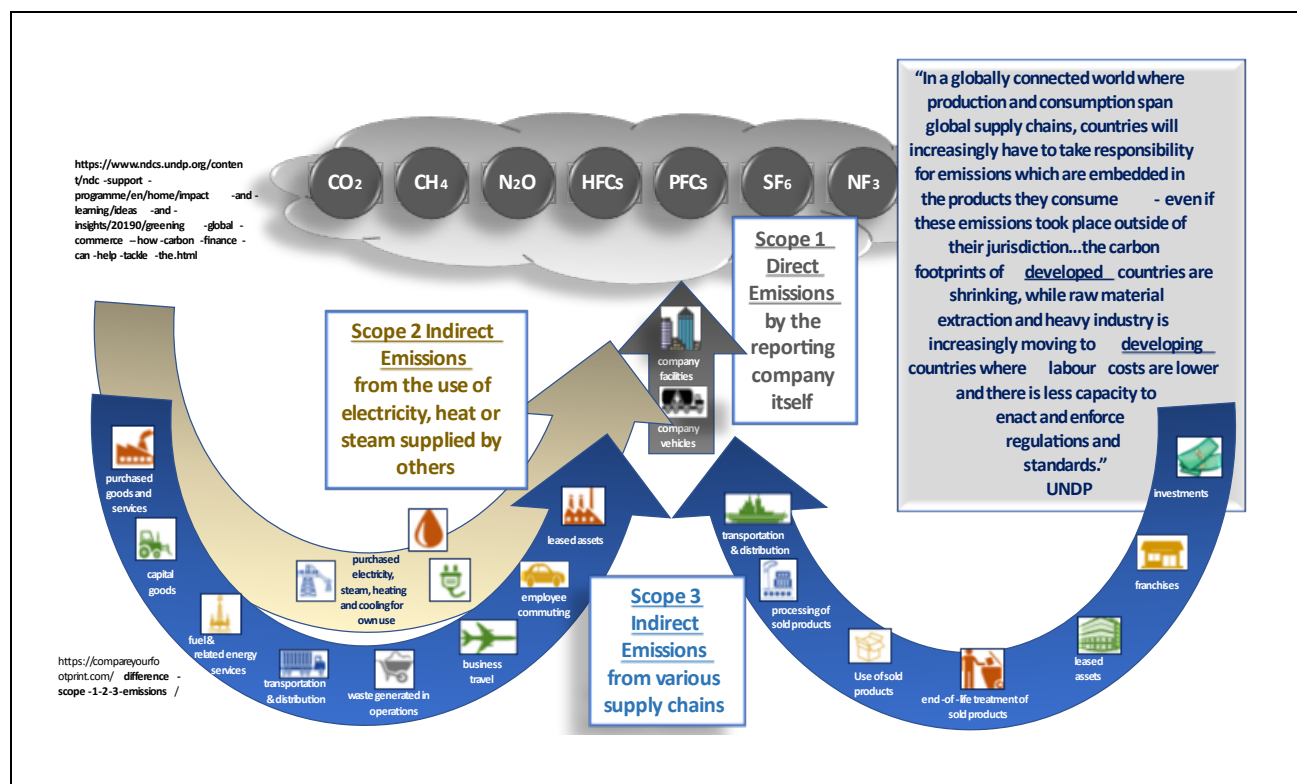 https://www.ndcs.undp.org/conten
t/ndc -support -
programme/en/home/impact -and -
learning/ideas -and -
insights/20190/greening -global -
commerce –how -carbon -finance -
can -help -tackle -the.html
CO2
CH4
N2O
HFCs
PFCs
SF6
NF3
“In a globally connected world where
production and consumption span
global supply chains, countries will
increasingly have to take responsibility
for emissions which are embedded in
the products they consume - even if
these emissions took place outside of
their jurisdiction...the carbon
footprints of developed countries are
shrinking, while raw material
extraction and heavy industry is
increasingly moving to developing
countries where labour costs are lower
and there is less capacity to
enact and enforce
regulations and
standards.”
UNDP
Scope 1
Direct
Emissions
by the
reporting
company
itself
company
facilities
company
vehicles
Scope 2 Indirect
Emissions
from the use of
electricity, heat or
steam supplied by
others
purchased
electricity,
steam, heating
and cooling for
own use
purchased
goods and
services
capital
goods
fuel &
related energy
services
transportation
& distribution
waste generated in
operations
business
travel
employee
commuting
leased assets
Scope 3
Indirect
Emissions
from various
supply chains
transportation
& distribution
processing of
sold products
Use of sold
products
end -of -life treatment of
sold products
leased
assets
franchises
investments
https://compareyourfo
otprint.com/ difference -
scope -1-2-3-emissions /